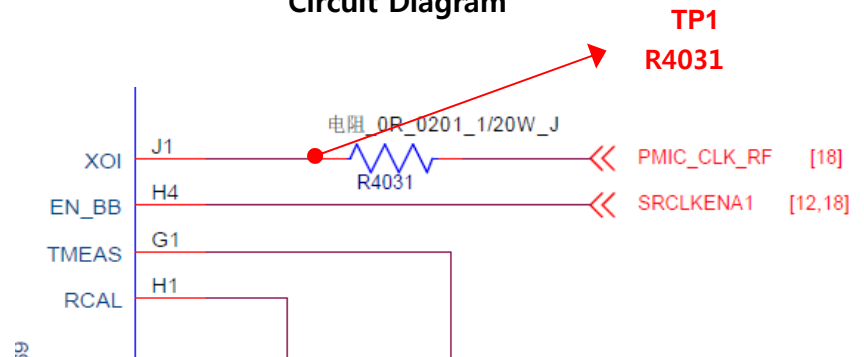 Circuit Diagram
TP1
R4031
电阻_0R_0201_1/20W_J
XOI J1 R4031 PMIC_CLK_RF [18]
EN_BB H4 SRCLKENA1 [12,18]
TMEAS G1
RCAL H1
69